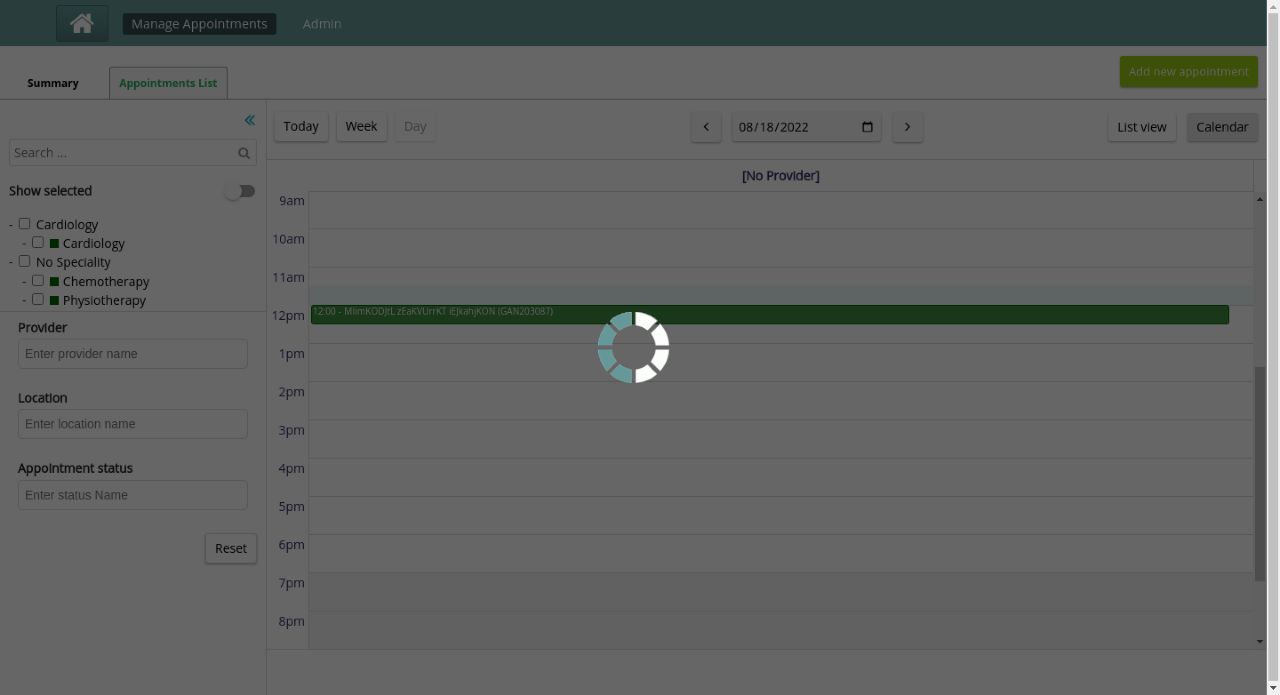 Manage Appointments Admin
Summary Appointments List Add new appointment
Today Week Day 08/18/2022 List view Calendar
Search ...
Show selected
- Cardiology
- Cardiology
- No Speciality
- Chemotherapy
- Physiotherapy
Provider
Enter provider name
Location
Enter location name
Appointment status
Enter status Name
Reset
[No Provider]
9am
10am
11am
12pm
12:00 - (GAN203087)
1pm
2pm
3pm
4pm
5pm
6pm
7pm
8pm